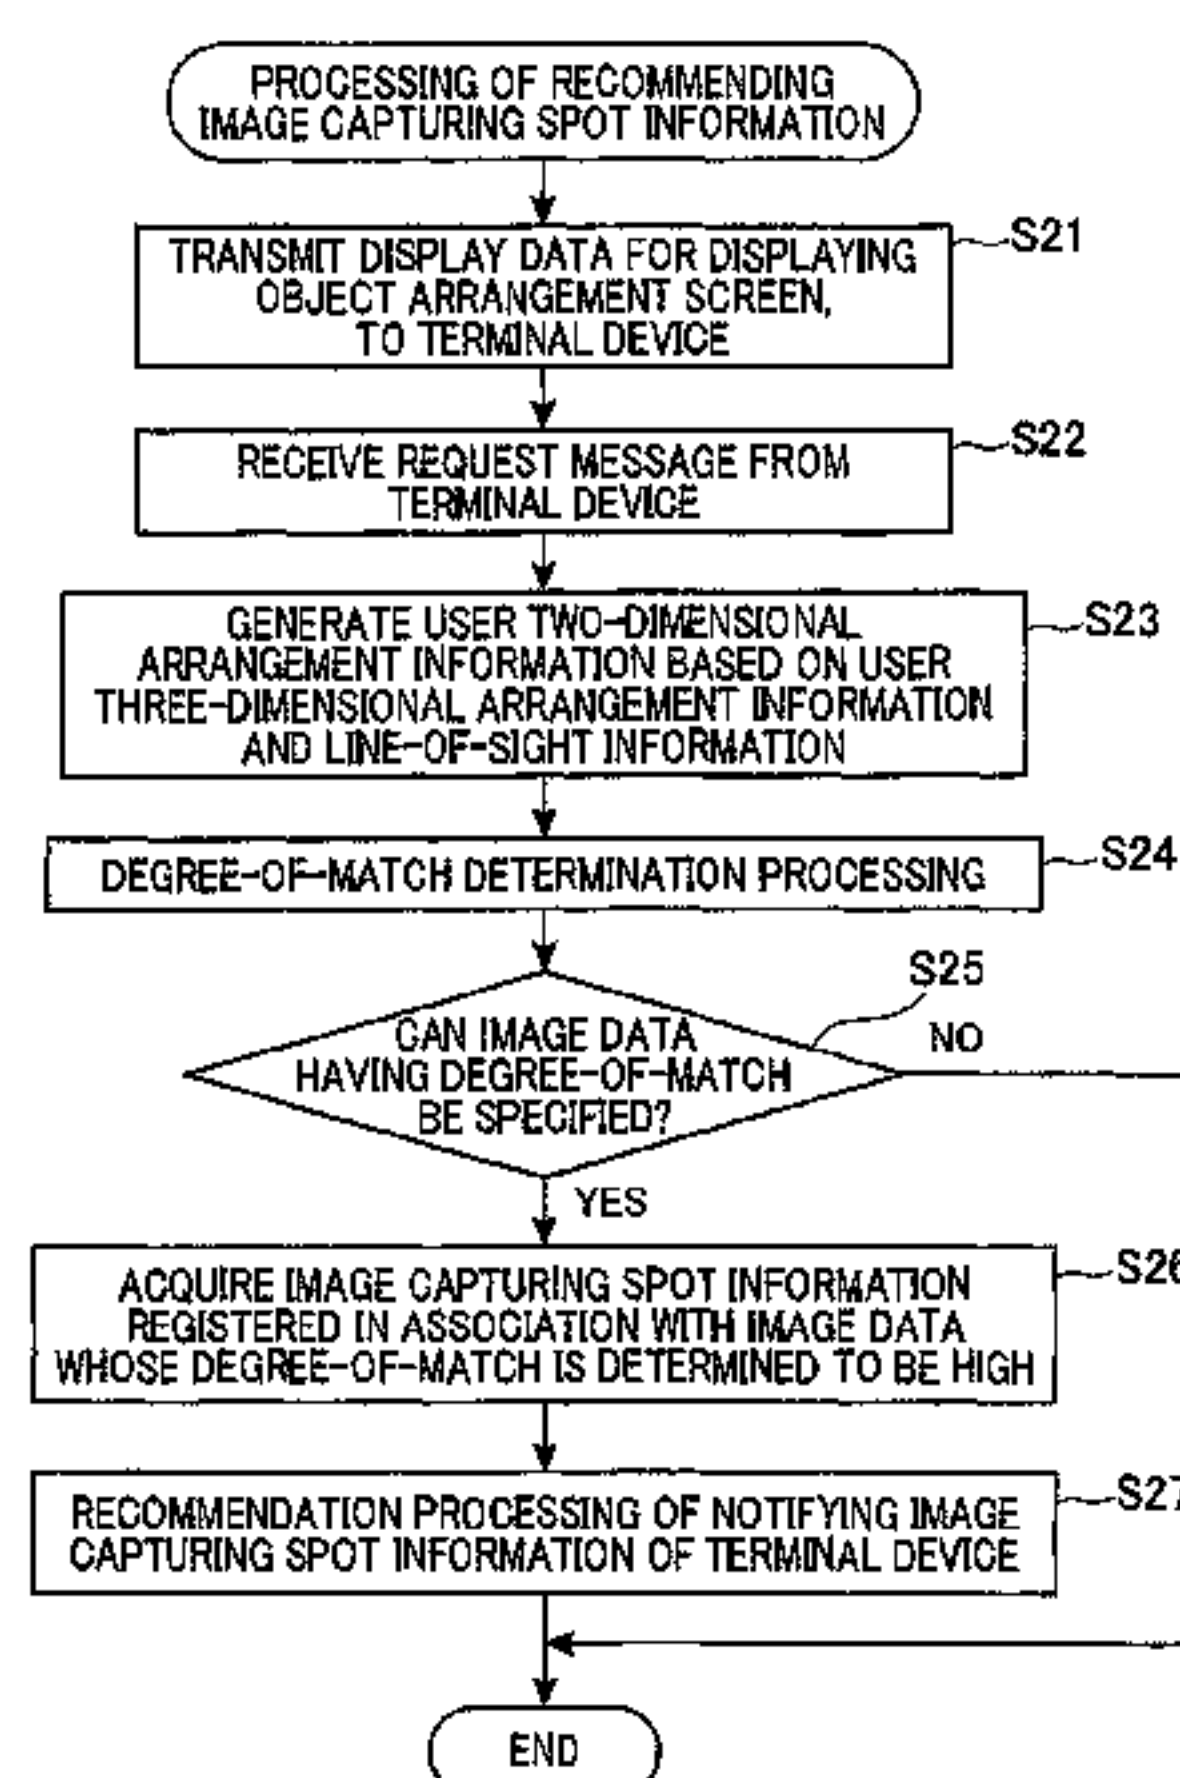 PROCESSING OF RECOMMENDING
IMAGE CAPTURING SPOT INFORMATION
S21
TRANSMIT DISPLAY DATA FOR DISPLAYING
OBJECT ARRANGEMENT SCREEN,
TO TERMINAL DEVICE
S22
RECEIVE REQUEST MESSAGE FROM
TERMINAL DEVICE
S23
GENERATE USER TWO-DIMENSIONAL
ARRANGEMENT INFORMATION BASED ON USER
THREE-DIMENSIONAL ARRANGEMENT INFORMATION
AND LINE-OF-SIGHT INFORMATION
S24
DEGREE-OF-MATCH DETERMINATION PROCESSING
S25
CAN IMAGE DATA
HAVING DEGREE-OF-MATCH
BE SPECIFIED?
NO
YES
S26
ACQUIRE IMAGE CAPTURING SPOT INFORMATION
REGISTERED IN ASSOCIATION WITH IMAGE DATA
WHOSE DEGREE-OF-MATCH IS DETERMINED TO BE HIGH
S27
RECOMMENDATION PROCESSING OF NOTIFYING IMAGE
CAPTURING SPOT INFORMATION OF TERMINAL DEVICE
END